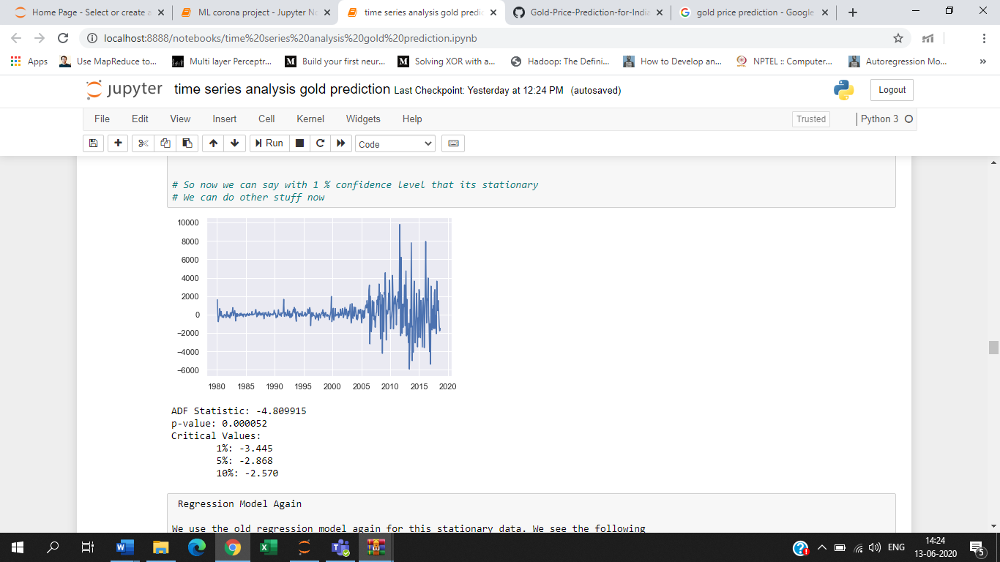 Home Page - Select or create a
ML corona project - Jupyter No
time series analysis gold predic
Gold-Price-Prediction-for-India
gold price prediction - Google
localhost:8888/notebooks/time%20series%20analysis%20gold%20prediction.ipynb
Apps
Use MapReduce to...
Multi layer Perceptr...
Build your first neur...
Solving XOR with a...
Hadoop: The Defini...
How to Develop an...
NPTEL :: Computer...
Autoregression Mo...
»
jupyter time series analysis gold prediction Last Checkpoint: Yesterday at 12:24 PM (autosaved)
Logout
File Edit View Insert Cell Kernel Widgets Help
Trusted
Python 3
Run
Code
# So now we can say with 1 % confidence level that its stationary
# We can do other stuff now
10000
8000
6000
4000
2000
0
−2000
−4000
−6000
1980 1985 1990 1995 2000 2005 2010 2015 2020
ADF Statistic: -4.809915
p-value: 0.000052
Critical Values:
1%: -3.445
5%: -2.868
10%: -2.570
Regression Model Again
We use the old regression model again for this stationary data. We see the following
ENG
14:24
13-06-2020
5